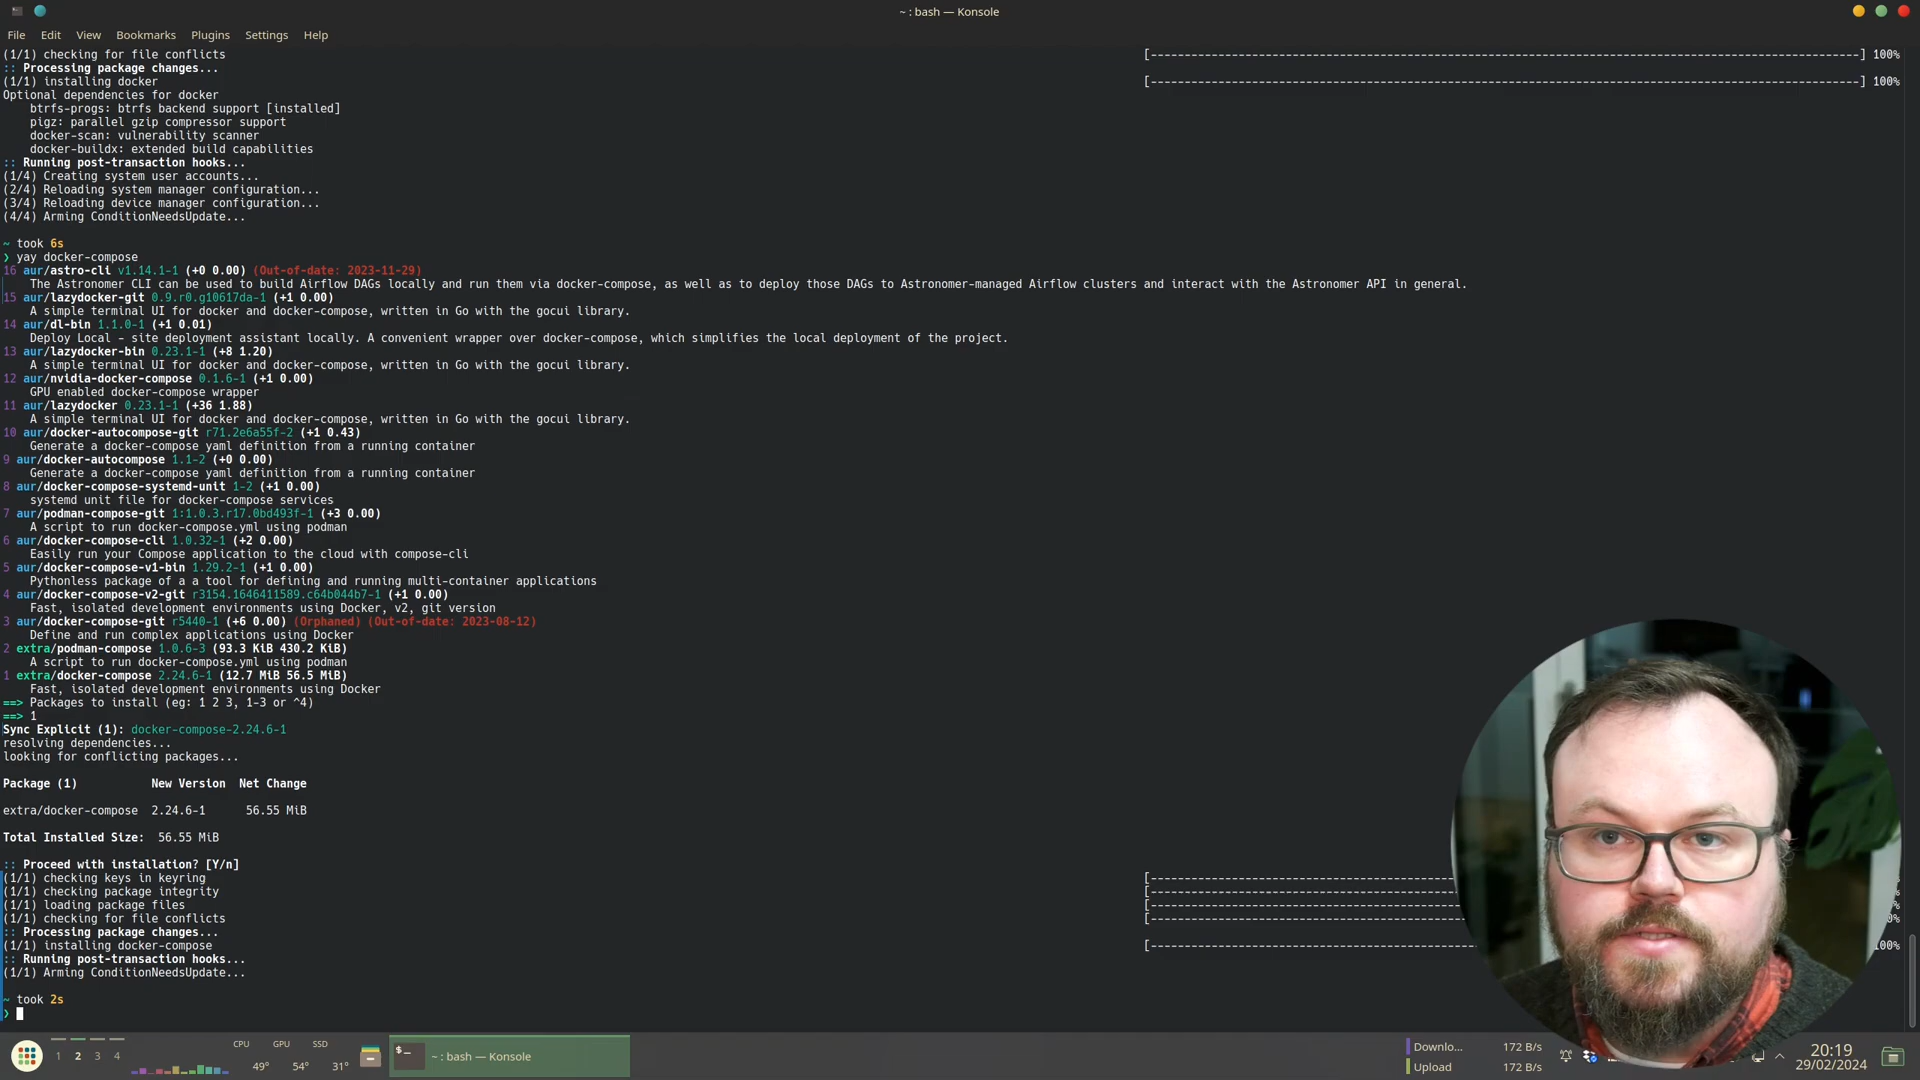 ~ : bash — Konsole
File Edit View Bookmarks Plugins Settings Help
(1/1) checking for file conflicts [----------------------------------------------------------------------------------------------------------] 100%
:: Processing package changes...
(1/1) installing docker [----------------------------------------------------------------------------------------------------------] 100%
Optional dependencies for docker
btrfs-progs: btrfs backend support [installed]
pigz: parallel gzip compressor support
docker-scan: vulnerability scanner
docker-buildx: extended build capabilities
:: Running post-transaction hooks...
(1/4) Creating system user accounts...
(2/4) Reloading system manager configuration...
(3/4) Reloading device manager configuration...
(4/4) Arming ConditionNeedsUpdate...
~ took 6s
❯ yay docker-compose
16 aur/astro-cli v1.14.1-1 (+0 0.00) (Out-of-date: 2023-11-29)
The Astronomer CLI can be used to build Airflow DAGs locally and run them via docker-compose, as well as to deploy those DAGs to Astronomer-managed Airflow clusters and interact with the Astronomer API in general.
15 aur/lazydocker-git 0.9.r0.g10617da-1 (+1 0.00)
A simple terminal UI for docker and docker-compose, written in Go with the gocui library.
14 aur/dl-bin 1.1.0-1 (+1 0.01)
Deploy Local - site deployment assistant locally. A convenient wrapper over docker-compose, which simplifies the local deployment of the project.
13 aur/lazydocker-bin 0.23.1-1 (+8 1.20)
A simple terminal UI for docker and docker-compose, written in Go with the gocui library.
12 aur/nvidia-docker-compose 0.1.6-1 (+1 0.00)
GPU enabled docker-compose wrapper
11 aur/lazydocker 0.23.1-1 (+36 1.88)
A simple terminal UI for docker and docker-compose, written in Go with the gocui library.
10 aur/docker-autocompose-git r71.2e6a55f-2 (+1 0.43)
Generate a docker-compose yaml definition from a running container
9 aur/docker-autocompose 1.1-2 (+0 0.00)
Generate a docker-compose yaml definition from a running container
8 aur/docker-compose-systemd-unit 1-2 (+1 0.00)
systemd unit file for docker-compose services
7 aur/podman-compose-git 1:1.0.3.r17.0bd493f-1 (+3 0.00)
A script to run docker-compose.yml using podman
6 aur/docker-compose-cli 1.0.32-1 (+2 0.00)
Easily run your Compose application to the cloud with compose-cli
5 aur/docker-compose-v1-bin 1.29.2-1 (+1 0.00)
Pythonless package of a a tool for defining and running multi-container applications
4 aur/docker-compose-v2-git r3154.1646411589.c64b044b7-1 (+1 0.00)
Fast, isolated development environments using Docker, v2, git version
3 aur/docker-compose-git r5440-1 (+6 0.00) (Orphaned) (Out-of-date: 2023-08-12)
Define and run complex applications using Docker
2 extra/podman-compose 1.0.6-3 (93.3 KiB 430.2 KiB)
A script to run docker-compose.yml using podman
1 extra/docker-compose 2.24.6-1 (12.7 MiB 56.5 MiB)
Fast, isolated development environments using Docker
==> Packages to install (eg: 1 2 3, 1-3 or ^4)
==> 1
Sync Explicit (1): docker-compose-2.24.6-1
resolving dependencies...
looking for conflicting packages...
Package (1) New Version Net Change
extra/docker-compose 2.24.6-1 56.55 MiB
Total Installed Size: 56.55 MiB
:: Proceed with installation? [Y/n]
(1/1) checking keys in keyring [----------------------------------------------
(1/1) checking package integrity [----------------------------------------------
(1/1) loading package files [----------------------------------------------
(1/1) checking for file conflicts [----------------------------------------------
:: Processing package changes...
(1/1) installing docker-compose [------------------------------------------------ 100%
:: Running post-transaction hooks...
(1/1) Arming ConditionNeedsUpdate...
~ took 2s
❯
1 2 3 4
CPU GPU SSD
49° 54° 31°
~ : bash — Konsole
Downlo... 172 B/s
Upload 172 B/s
20:19
29/02/2024